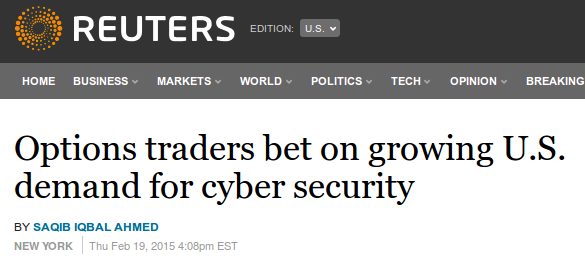 REUTERS EDITION: U.S.
HOME BUSINESS MARKETS WORLD POLITICS TECH OPINION BREAKING
Options traders bet on growing U.S.
demand for cyber security
BY SAQIB IQBAL AHMED
NEW YORK Thu Feb 19, 2015 4:08pm EST